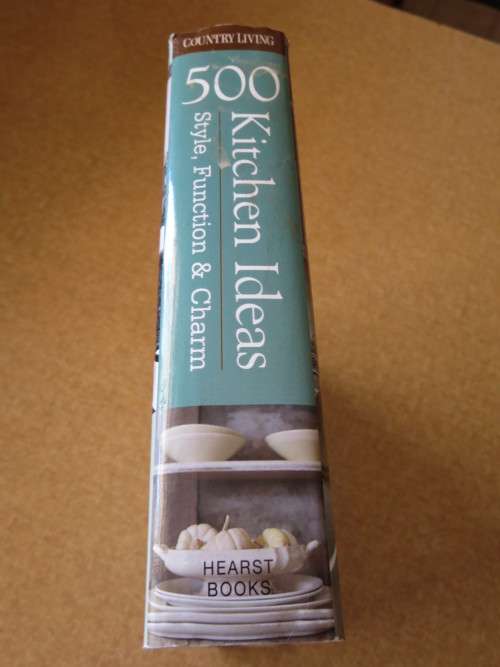 COUNTRY LIVING
500
Kitchen Ideas
Style, Function & Charm
HEARST
BOOKS